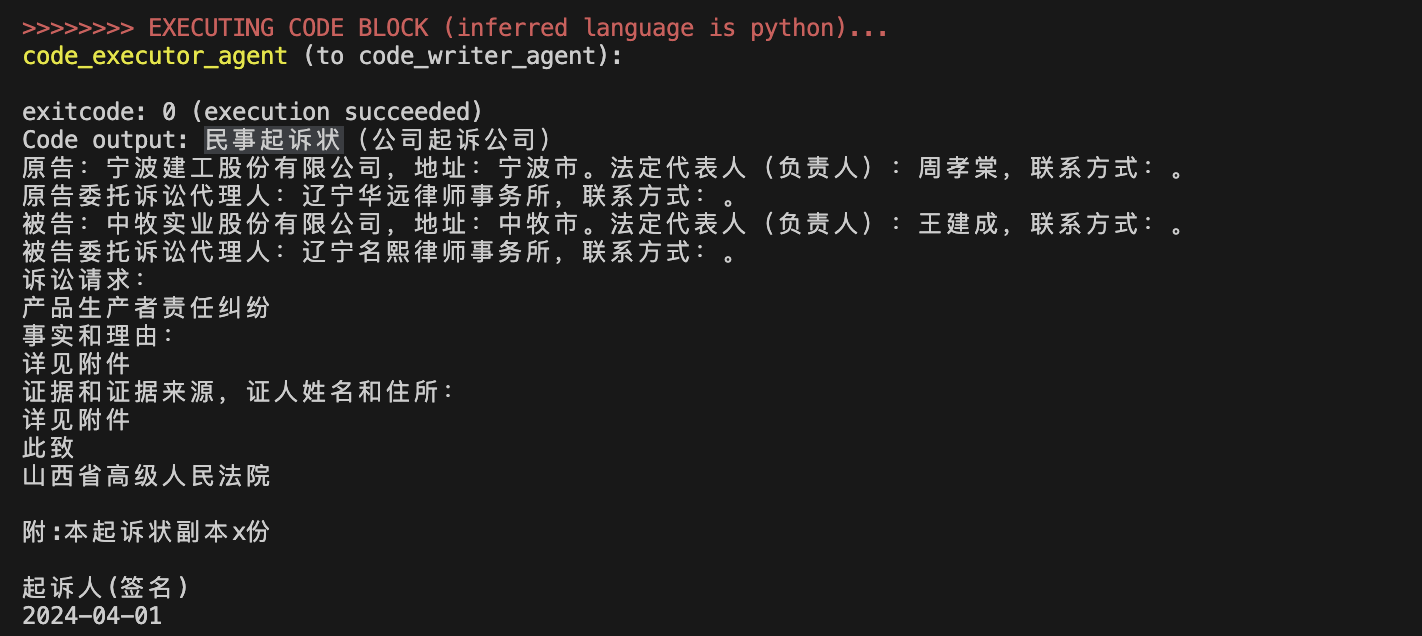 >>>>>>>> EXECUTING CODE BLOCK (inferred language is python)...
code_executor_agent (to code_writer_agent):
exitcode: 0 (execution succeeded)
Code output: 民事起诉状（公司起诉公司）
原告：宁波建工股份有限公司，地址：宁波市。法定代表人（负责人）：周孝棠，联系方式：。
原告委托诉讼代理人：辽宁华远律师事务所，联系方式：。
被告：中牧实业股份有限公司，地址：中牧市。法定代表人（负责人）：王建成，联系方式：。
被告委托诉讼代理人：辽宁名熙律师事务所，联系方式：。
诉讼请求：
产品生产者责任纠纷
事实和理由：
详见附件
证据和证据来源，证人姓名和住所：
详见附件
此致
山西省高级人民法院
附:本起诉状副本x份
起诉人(签名)
2024-04-01